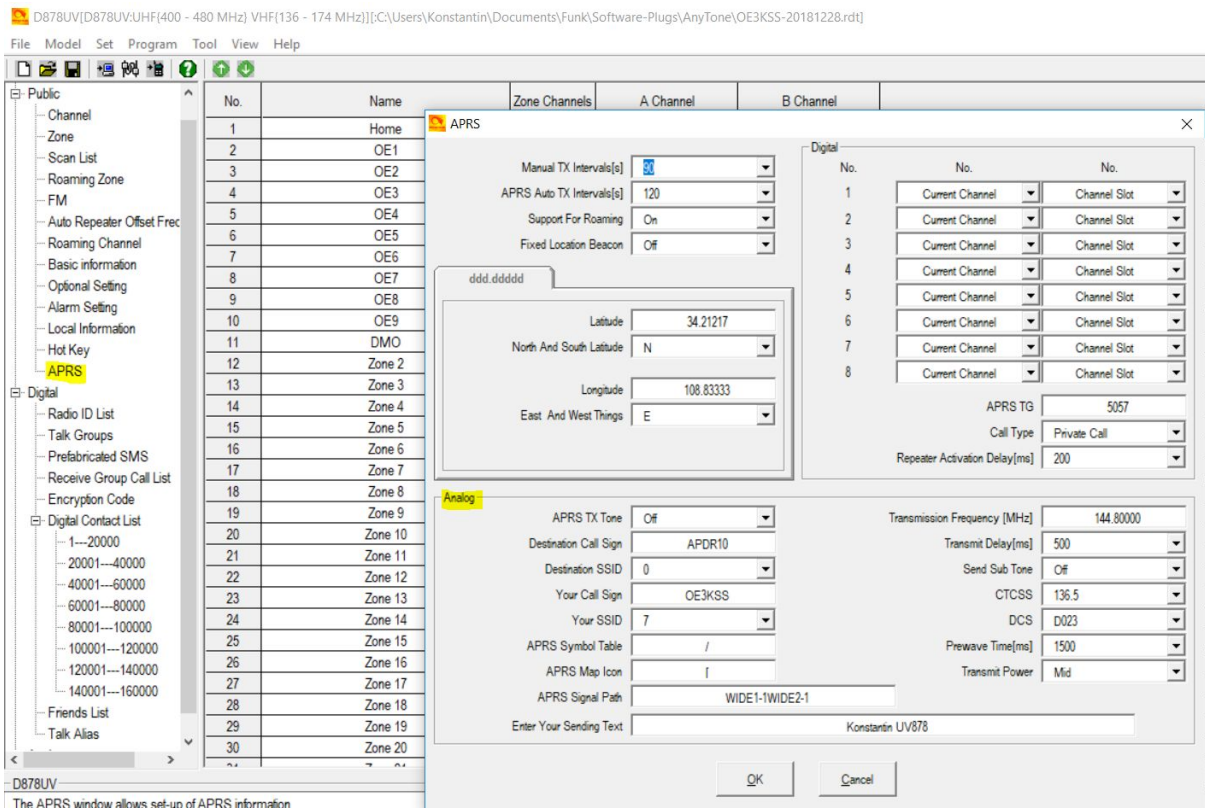 D878UV[D878UV:UHF(400 - 480 MHz) VHF(136 - 174 MHz)][:C:\Users\Konstantin\Documents\Funk\Software-Plugs\AnyTone\OE3KSS-20181228.rdt]
File Model Set Program Tool View Help
Public
Channel
Zone
Scan List
Roaming Zone
FM
Auto Repeater Offset Freq
Roaming Channel
Basic information
Optional Setting
Alarm Setting
Local Information
Hot Key
APRS
Digital
Radio ID List
Talk Groups
Prefabricated SMS
Receive Group Call List
Encryption Code
Digital Contact List
1---20000
20001---40000
40001---60000
60001---80000
80001---100000
100001---120000
120001---140000
140001---160000
Friends List
Talk Alias
No. Name Zone Channels A Channel B Channel
1 Home
2 OE1
3 OE2
4 OE3
5 OE4
6 OE5
7 OE6
8 OE7
9 OE8
10 OE9
11 DMO
12 Zone 2
13 Zone 3
14 Zone 4
15 Zone 5
16 Zone 6
17 Zone 7
18 Zone 8
19 Zone 9
20 Zone 10
21 Zone 11
22 Zone 12
23 Zone 13
24 Zone 14
25 Zone 15
26 Zone 16
27 Zone 17
28 Zone 18
29 Zone 19
30 Zone 20
APRS
Manual TX Intervals[s] 90
APRS Auto TX Intervals[s] 120
Support For Roaming On
Fixed Location Beacon Off
ddd.ddddd
Latitude 34.21217
North And South Latitude N
Longitude 108.83333
East And West Things E
Digital
No. No. No.
1 Current Channel Channel Slot
2 Current Channel Channel Slot
3 Current Channel Channel Slot
4 Current Channel Channel Slot
5 Current Channel Channel Slot
6 Current Channel Channel Slot
7 Current Channel Channel Slot
8 Current Channel Channel Slot
APRS TG 5057
Call Type Private Call
Repeater Activation Delay[ms] 200
Analog
APRS TX Tone Off
Destination Call Sign APDR10
Destination SSID 0
Your Call Sign OE3KSS
Your SSID 7
APRS Symbol Table /
APRS Map Icon [
APRS Signal Path WIDE1-1WIDE2-1
Enter Your Sending Text Konstantin UV878
Transmission Frequency [MHz] 144.80000
Transmit Delay[ms] 500
Send Sub Tone Off
CTCSS 136.5
DCS D023
Prewave Time[ms] 1500
Transmit Power Mid
OK Cancel
D878UV
The APRS window allows set-up of APRS information